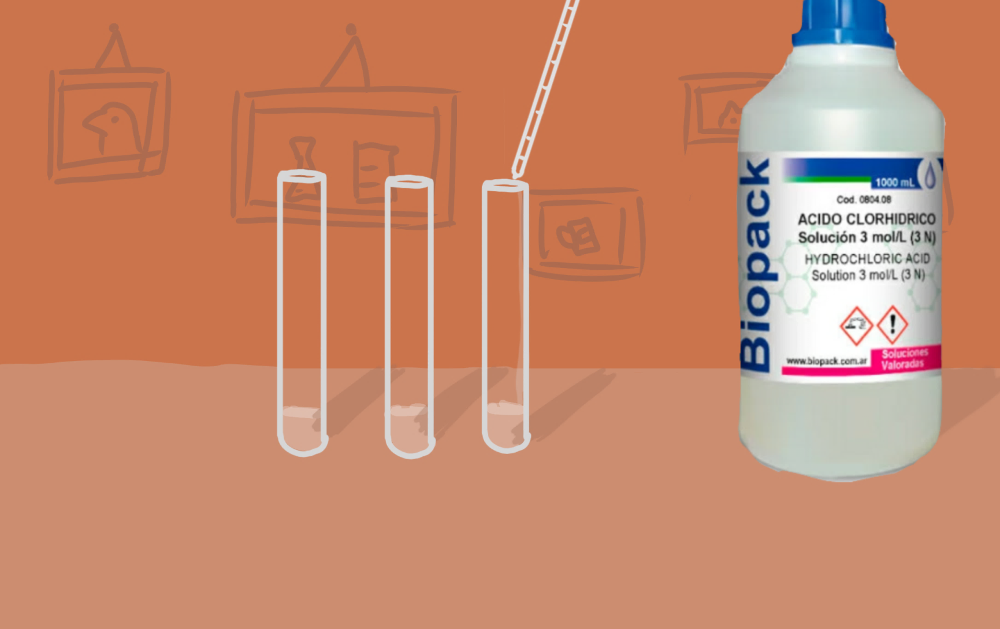 Biopack
1000 mL
Cod. 0804.08
ACIDO CLORHIDRICO
Solución 3 mol/L (3 N)
HYDROCHLORIC ACID
Solution 3 mol/L (3 N)
www.biopack.com.ar
Soluciones
Valoradas